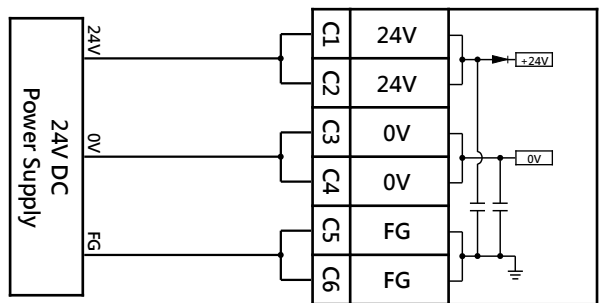 24V DC
Power Supply
24V
0V
FG
C1
24V
C2
24V
C3
0V
C4
0V
C5
FG
C6
FG
+24V
0V